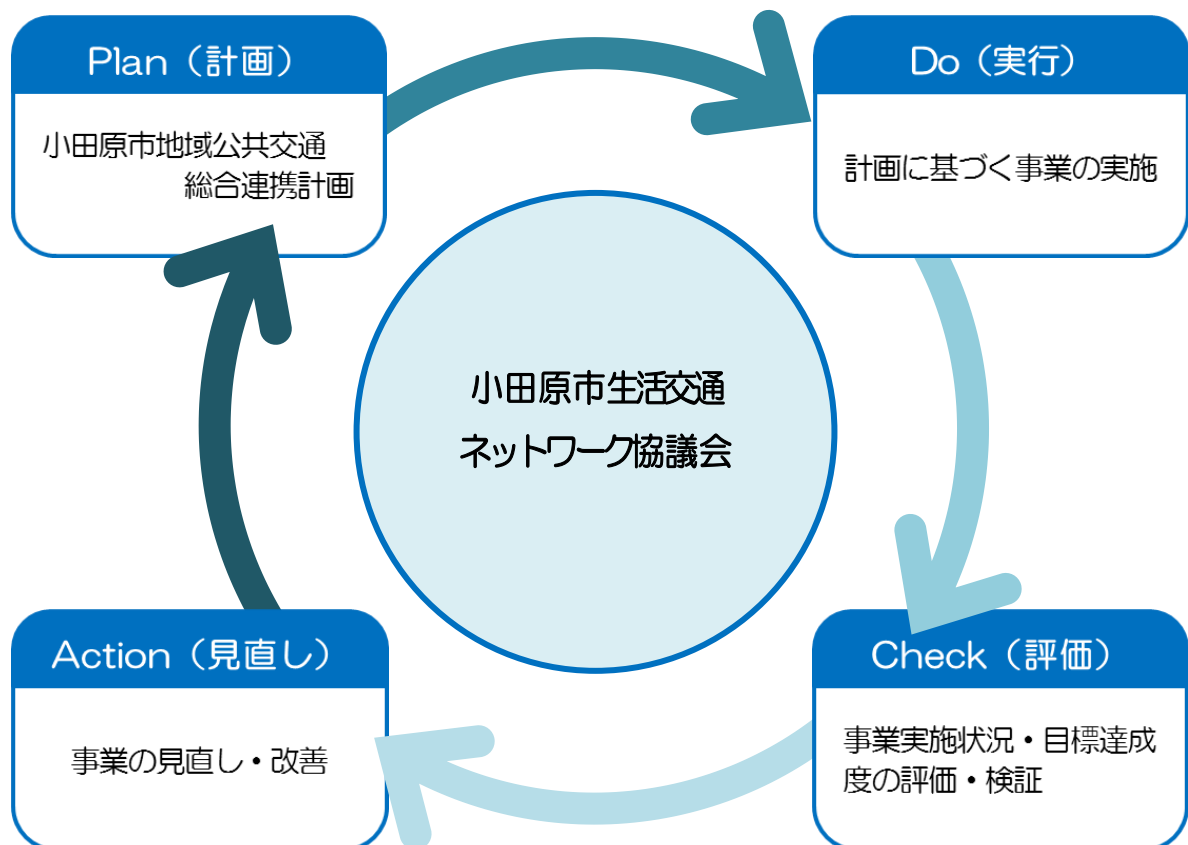 Plan（計画）
小田原市地域公共交通
総合連携計画
Do（実行）
計画に基づく事業の実施
小田原市生活交通
ネットワーク協議会
Action（見直し）
事業の見直し・改善
Check（評価）
事業実施状況・目標達成
度の評価・検証